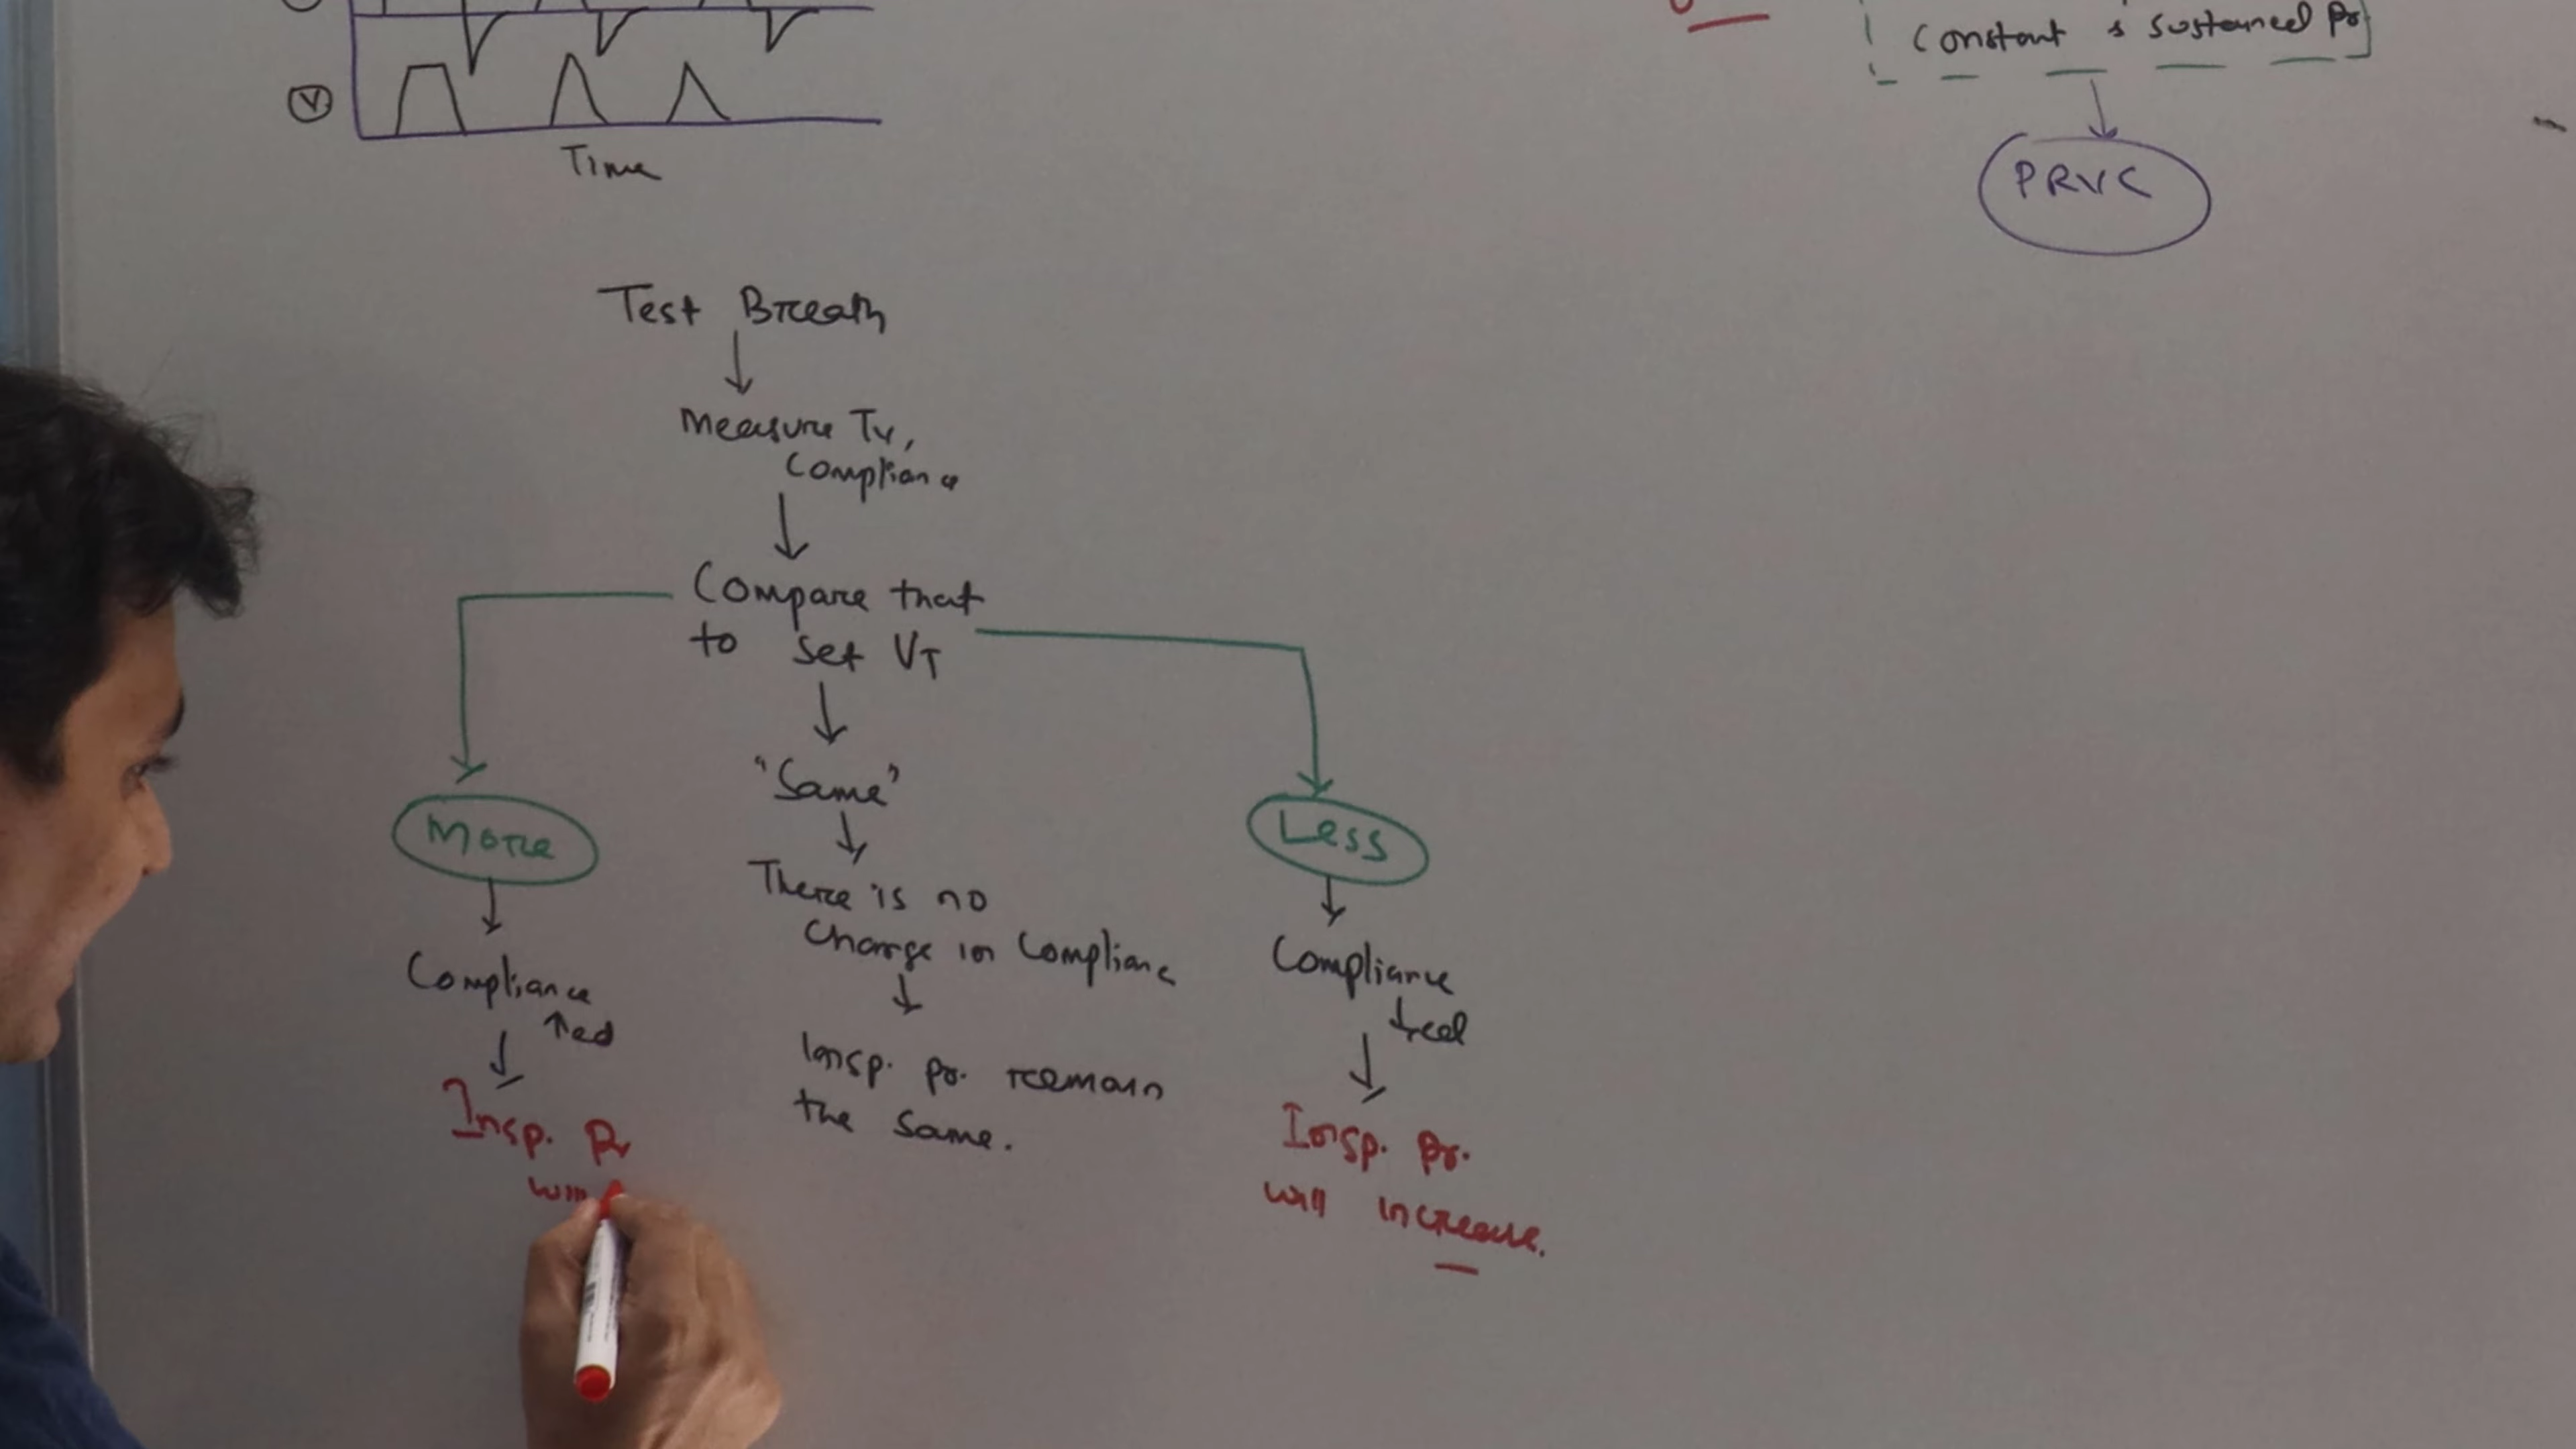 Constant & sustained Pr
PRVC
V
Time
Test Breath
Measure TV,
Compliance
Compare that
to set VT
More
"Same"
Less
Compliance
↑ed
There is no
change in Compliance
Compliance
↓ced
Insp. Pr
will
Insp. Pr. remain
the same.
Insp. Pr.
will increase.